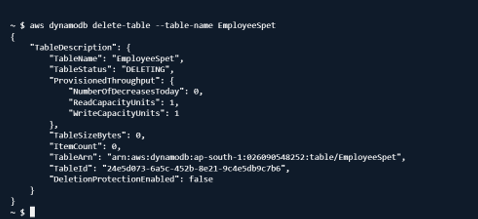 ~ $ aws dynamodb delete-table --table-name EmployeeSpet
{
    "TableDescription": {
        "TableName": "EmployeeSpet",
        "TableStatus": "DELETING",
        "ProvisionedThroughput": {
            "NumberOfDecreasesToday": 0,
            "ReadCapacityUnits": 1,
            "WriteCapacityUnits": 1
        },
        "TableSizeBytes": 0,
        "ItemCount": 0,
        "TableArn": "arn:aws:dynamodb:ap-south-1:026090548252:table/EmployeeSpet",
        "TableId": "24e5d073-6a5c-452b-8e21-9c4e5db9c7b6",
        "DeletionProtectionEnabled": false
    }
}
~ $